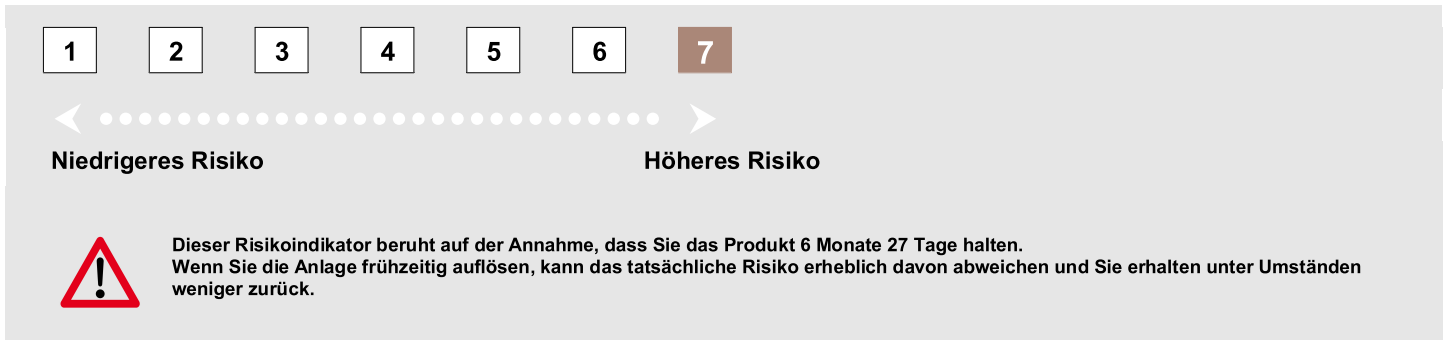 1 2 3 4 5 6 7
Niedrigeres Risiko Höheres Risiko
Dieser Risikoindikator beruht auf der Annahme, dass Sie das Produkt 6 Monate 27 Tage halten.
Wenn Sie die Anlage frühzeitig auflösen, kann das tatsächliche Risiko erheblich davon abweichen und Sie erhalten unter Umständen
weniger zurück.